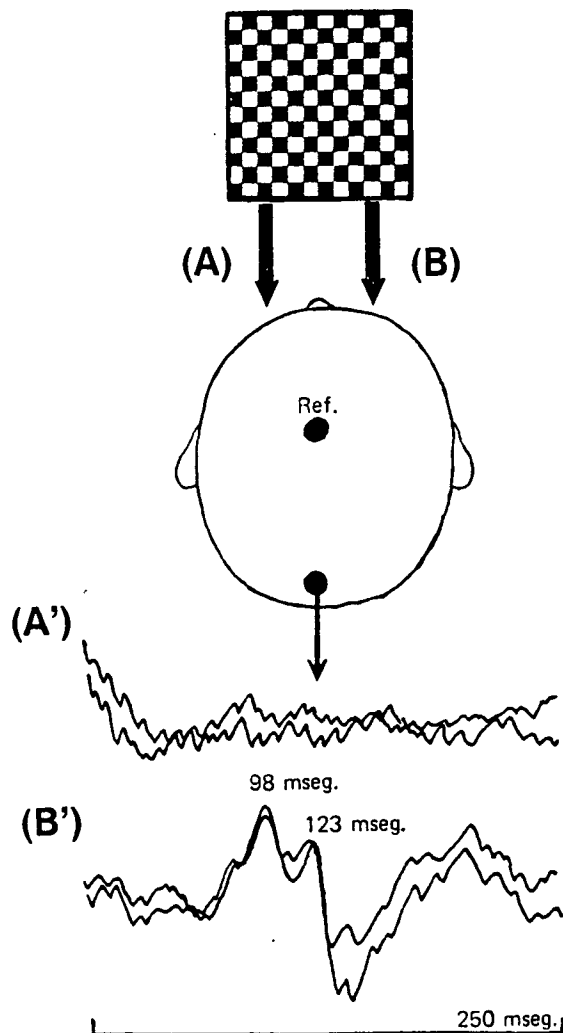 (A)
(B)
Ref.
(A')
98 mseg.
(B')
123 mseg.
250 mseg.